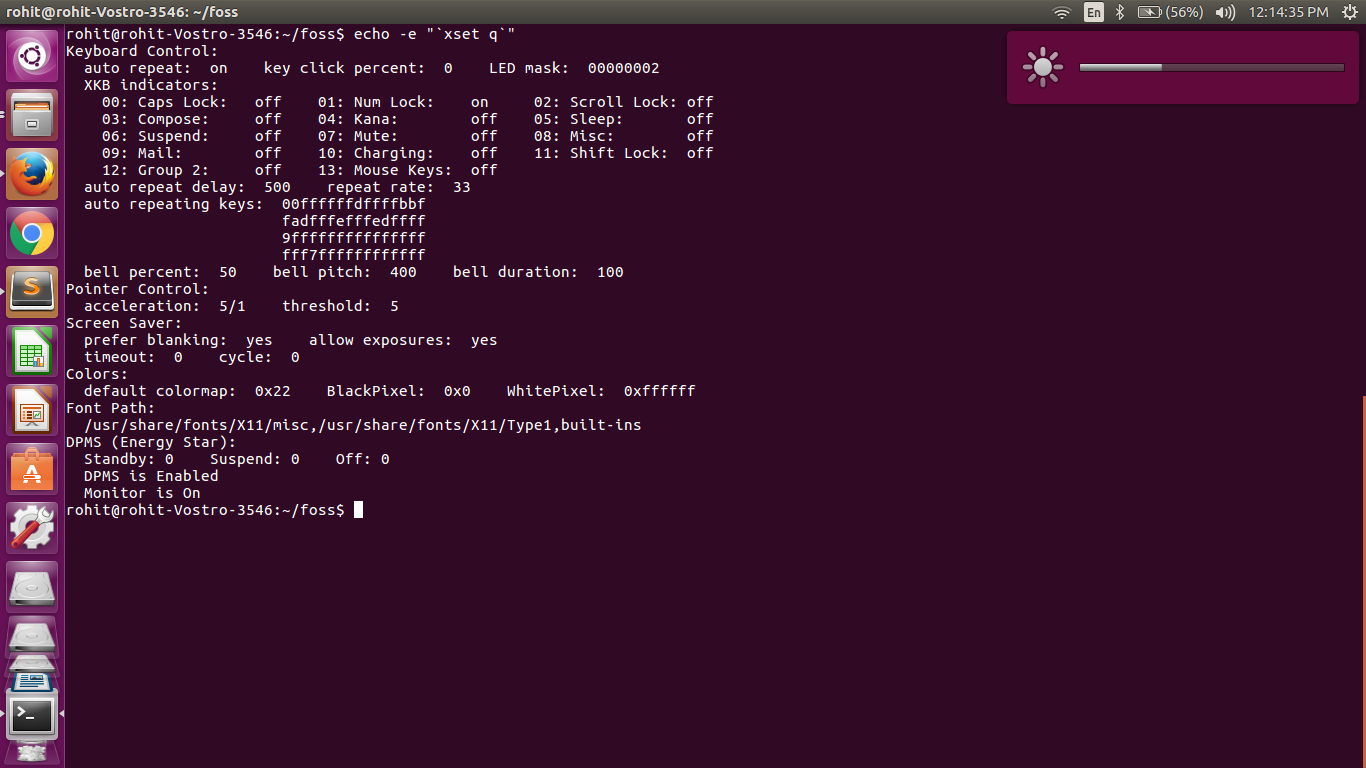 rohit@rohit-Vostro-3546: ~/foss
En (56%) 12:14:35 PM
rohit@rohit-Vostro-3546:~/foss$ echo -e "`xset q`"
Keyboard Control:
  auto repeat:  on    key click percent:  0    LED mask:  00000002
  XKB indicators:
    00: Caps Lock:   off    01: Num Lock:    on     02: Scroll Lock: off
    03: Compose:     off    04: Kana:        off    05: Sleep:       off
    06: Suspend:     off    07: Mute:        off    08: Misc:        off
    09: Mail:        off    10: Charging:    off    11: Shift Lock:  off
    12: Group 2:     off    13: Mouse Keys:  off
  auto repeat delay:  500    repeat rate:  33
  auto repeating keys:  00ffffffdffffbbf
                        fadfffefffedffff
                        9fffffffffffffff
                        fff7ffffffffffff
  bell percent:  50    bell pitch:  400    bell duration:  100
Pointer Control:
  acceleration:  5/1    threshold:  5
Screen Saver:
  prefer blanking:  yes    allow exposures:  yes
  timeout:  0    cycle:  0
Colors:
  default colormap:  0x22    BlackPixel:  0x0    WhitePixel:  0xffffff
Font Path:
  /usr/share/fonts/X11/misc,/usr/share/fonts/X11/Type1,built-ins
DPMS (Energy Star):
  Standby: 0    Suspend: 0    Off: 0
  DPMS is Enabled
  Monitor is On
rohit@rohit-Vostro-3546:~/foss$